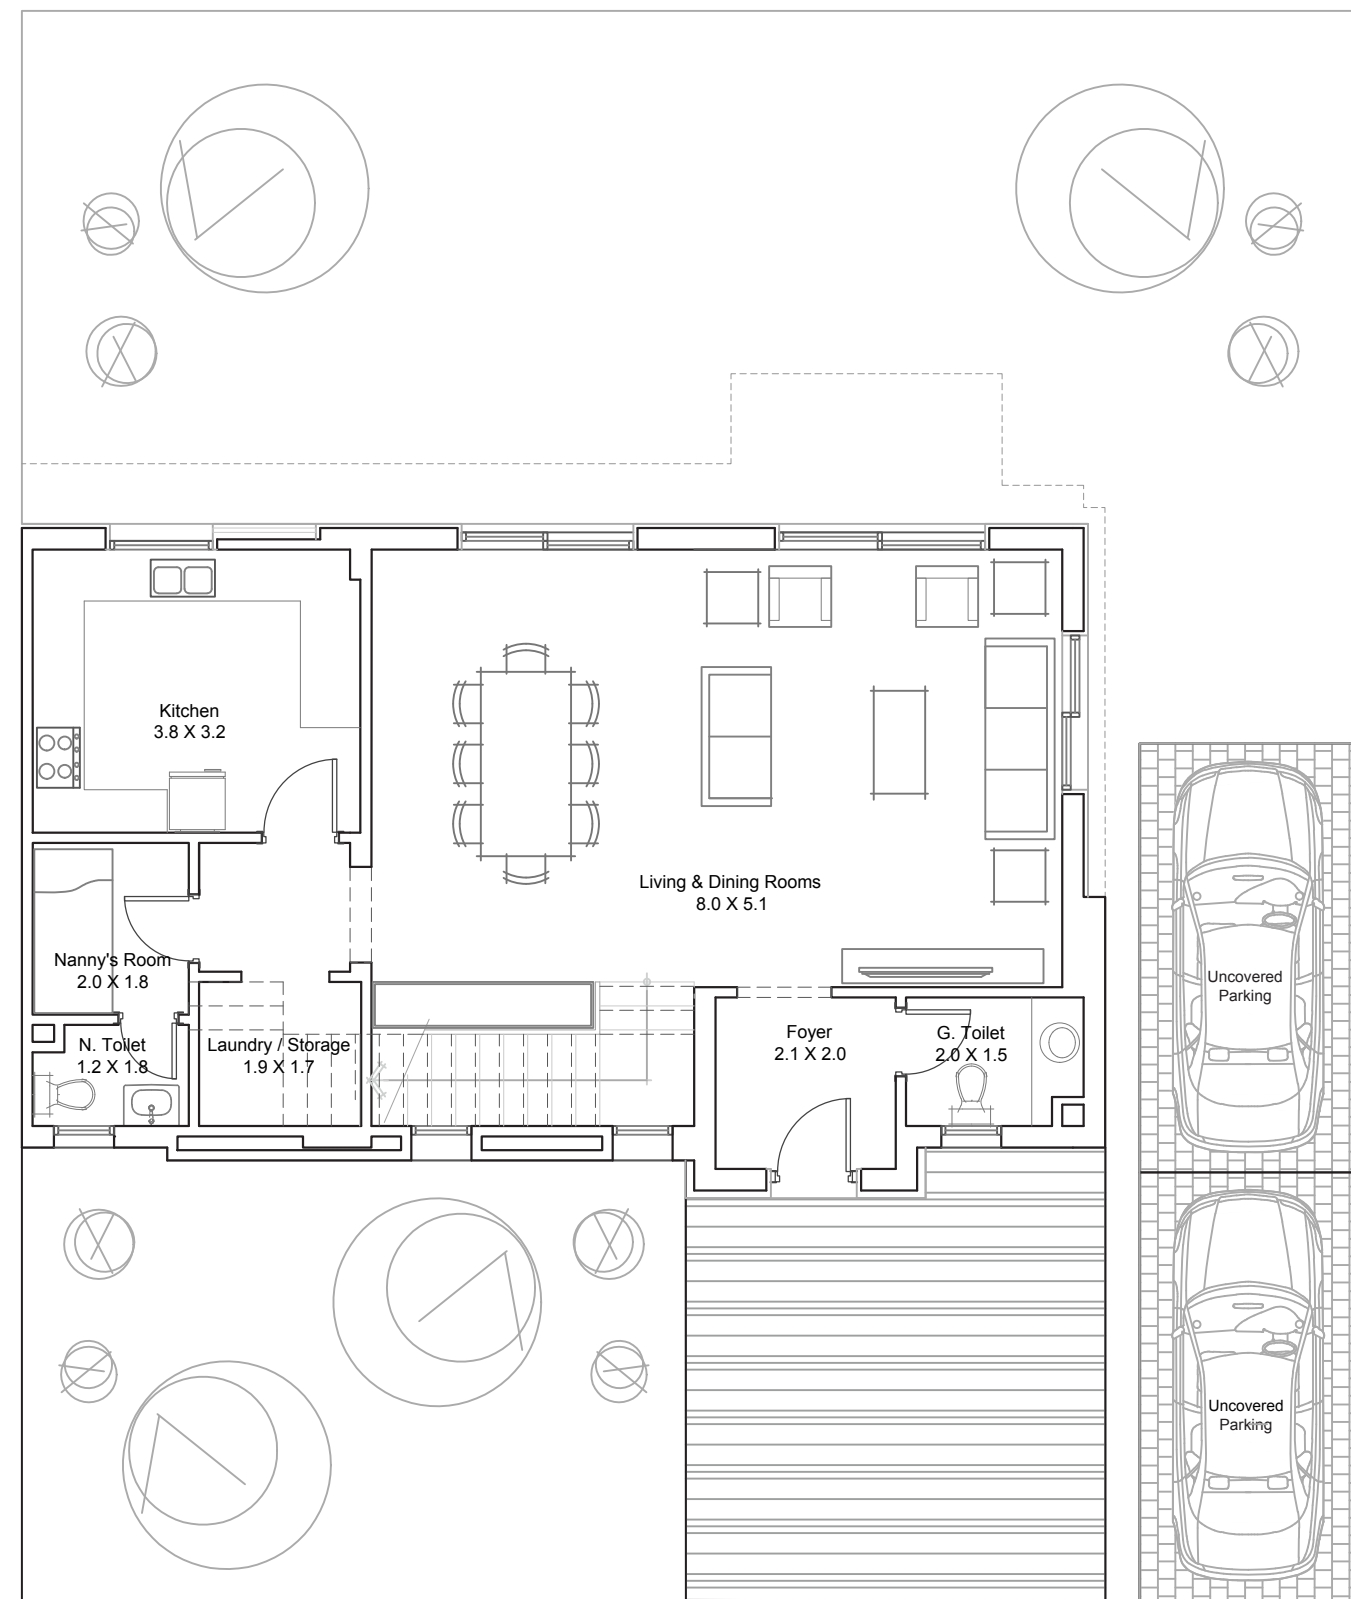 Kitchen
3.8 X 3.2
Living & Dining Rooms
8.0 X 5.1
Nanny's Room
2.0 X 1.8
Uncovered
Parking
N. Toilet
1.2 X 1.8
Laundry / Storage
1.9 X 1.7
Foyer
2.1 X 2.0
G. Toilet
2.0 X 1.5
Uncovered
Parking